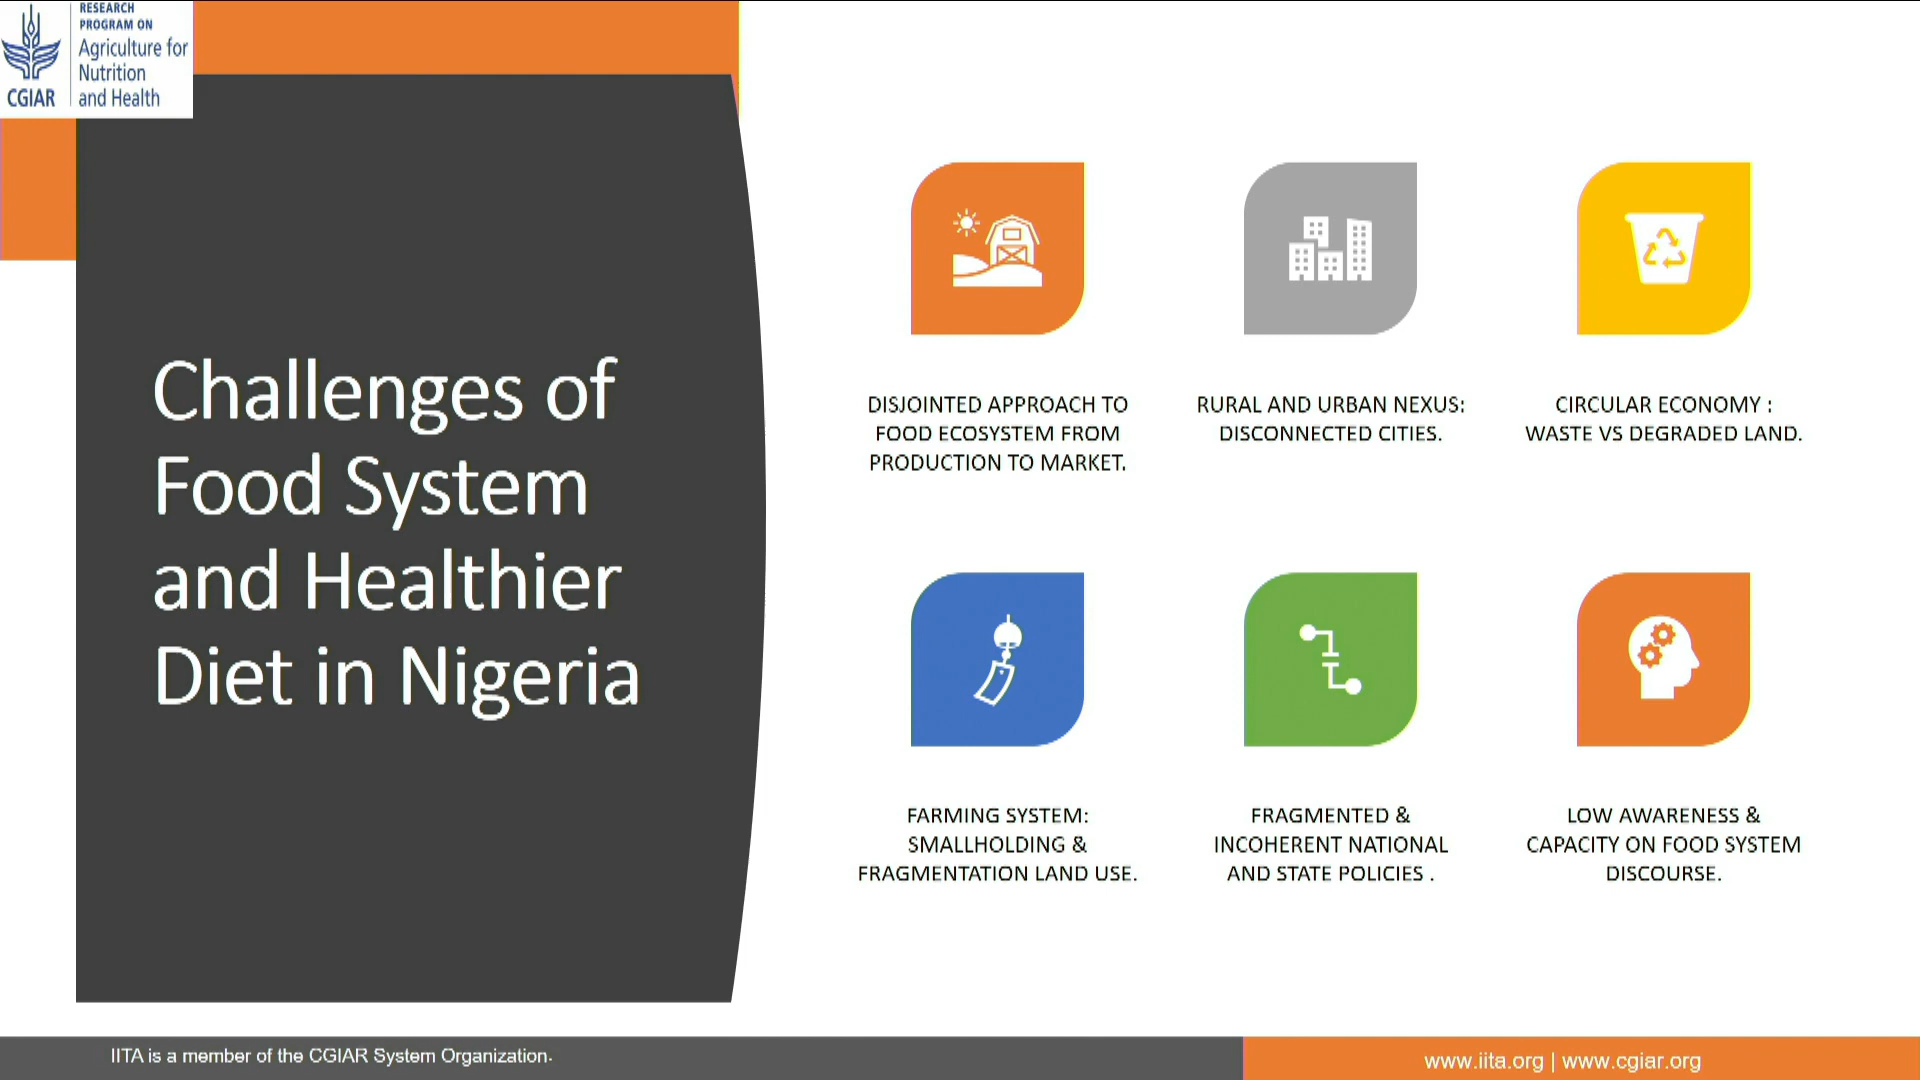 RESEARCH
PROGRAM ON
Agriculture for
Nutrition
and Health
CGIAR
Challenges of
Food System
and Healthier
Diet in Nigeria
DISJOINTED APPROACH TO
FOOD ECOSYSTEM FROM
PRODUCTION TO MARKET.
RURAL AND URBAN NEXUS:
DISCONNECTED CITIES.
CIRCULAR ECONOMY :
WASTE VS DEGRADED LAND.
FARMING SYSTEM:
SMALLHOLDING &
FRAGMENTATION LAND USE.
FRAGMENTED &
INCOHERENT NATIONAL
AND STATE POLICIES .
LOW AWARENESS &
CAPACITY ON FOOD SYSTEM
DISCOURSE.
IITA is a member of the CGIAR System Organization.
www.iita.org | www.cgiar.org